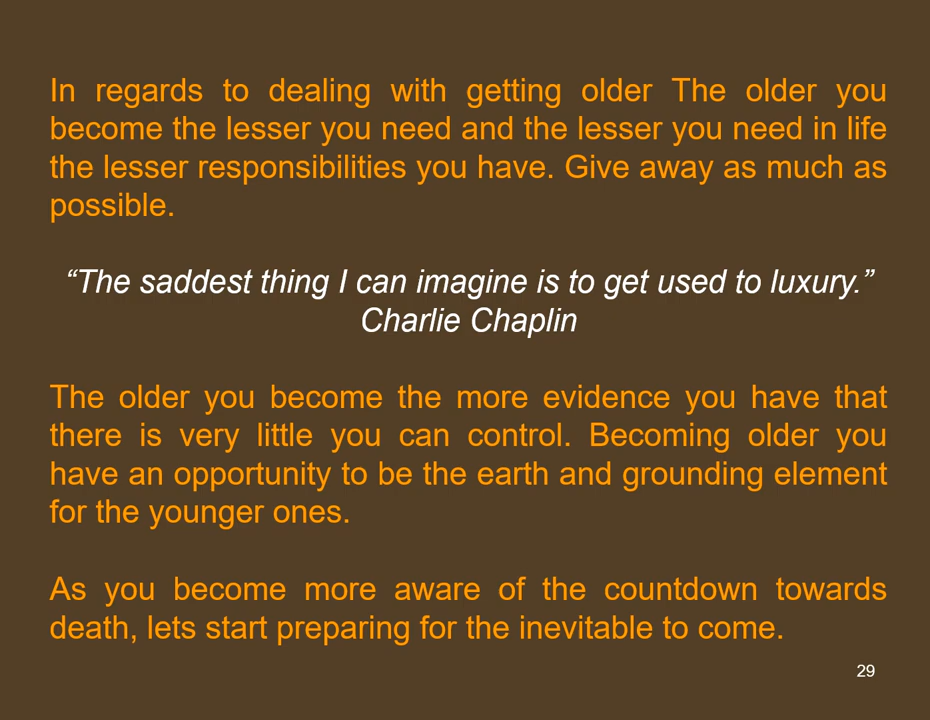 In regards to dealing with getting older The older you
become the lesser you need and the lesser you need in life
the lesser responsibilities you have. Give away as much as
possible.
“The saddest thing I can imagine is to get used to luxury.”
Charlie Chaplin
The older you become the more evidence you have that
there is very little you can control. Becoming older you
have an opportunity to be the earth and grounding element
for the younger ones.
As you become more aware of the countdown towards
death, lets start preparing for the inevitable to come.
29